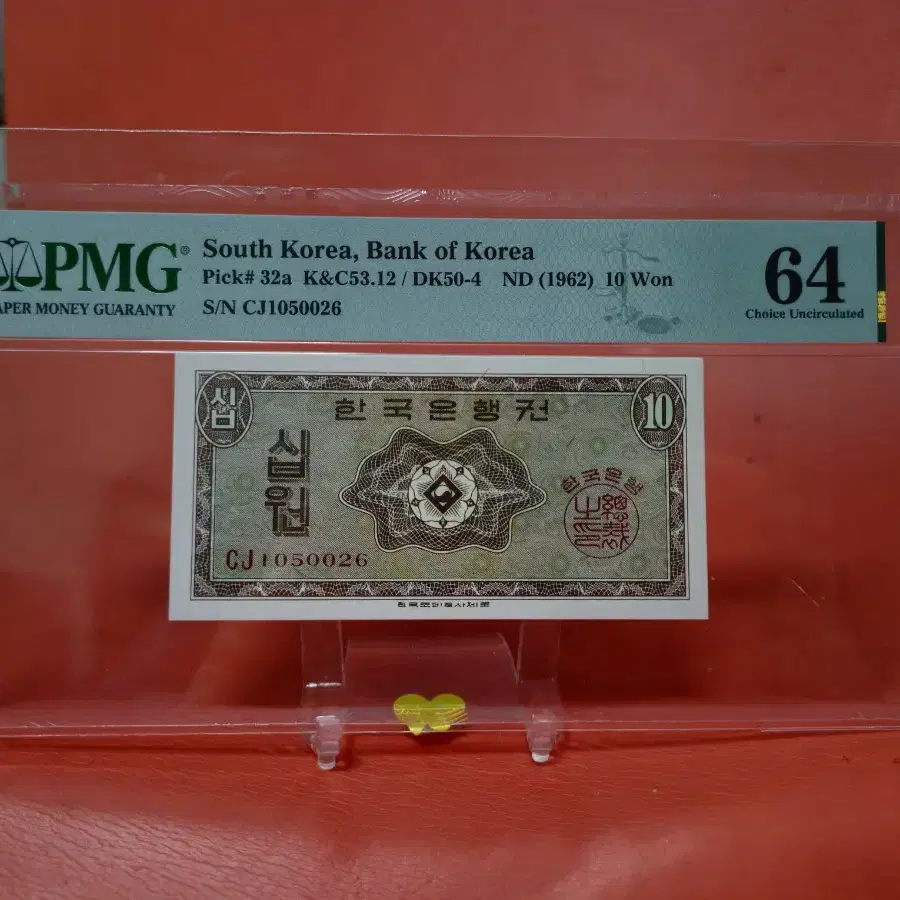 PMG®
PAPER MONEY GUARANTY
South Korea, Bank of Korea
Pick# 32a K&C53.12 / DK50-4 ND (1962) 10 Won
S/N CJ1050026
64
Choice Uncirculated
십
한국은행권
10
십원
한국은행
CJ1050026